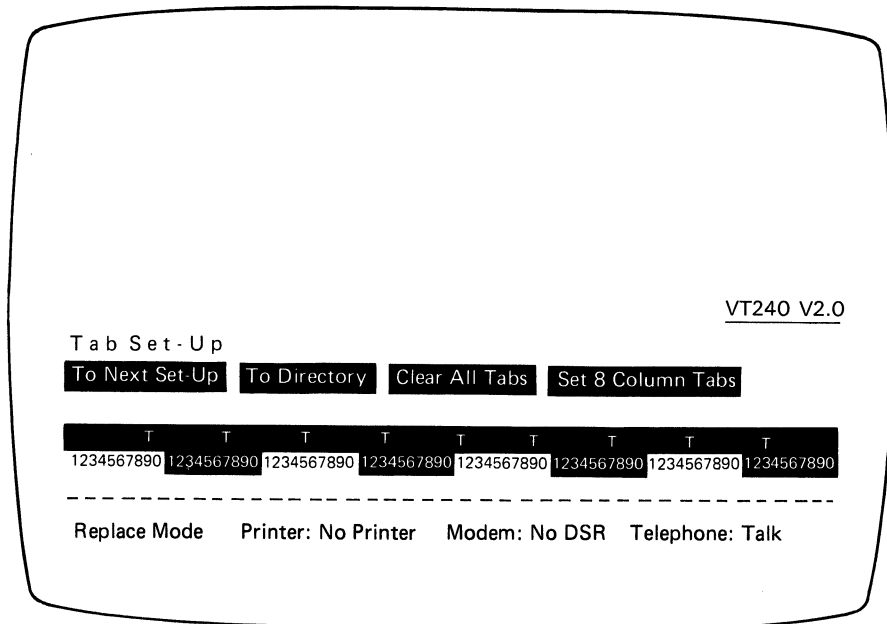 VT240 V2.0
Tab Set-Up
To Next Set-Up To Directory Clear All Tabs Set 8 Column Tabs
T T T T T T T T T
1234567890 1234567890 1234567890 1234567890 1234567890 1234567890 1234567890 1234567890
Replace Mode Printer: No Printer Modem: No DSR Telephone: Talk